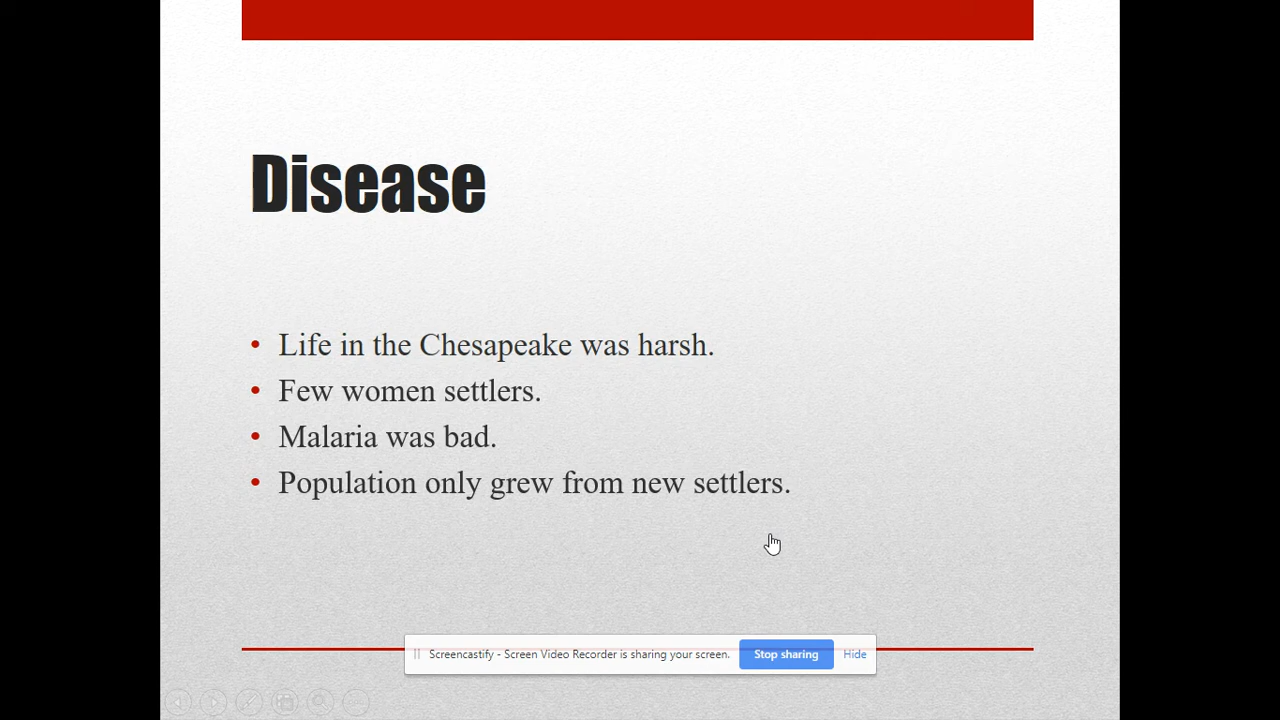 Disease
• Life in the Chesapeake was harsh.
• Few women settlers.
• Malaria was bad.
• Population only grew from new settlers.
Screencastify - Screen Video Recorder is sharing your screen. Stop sharing Hide